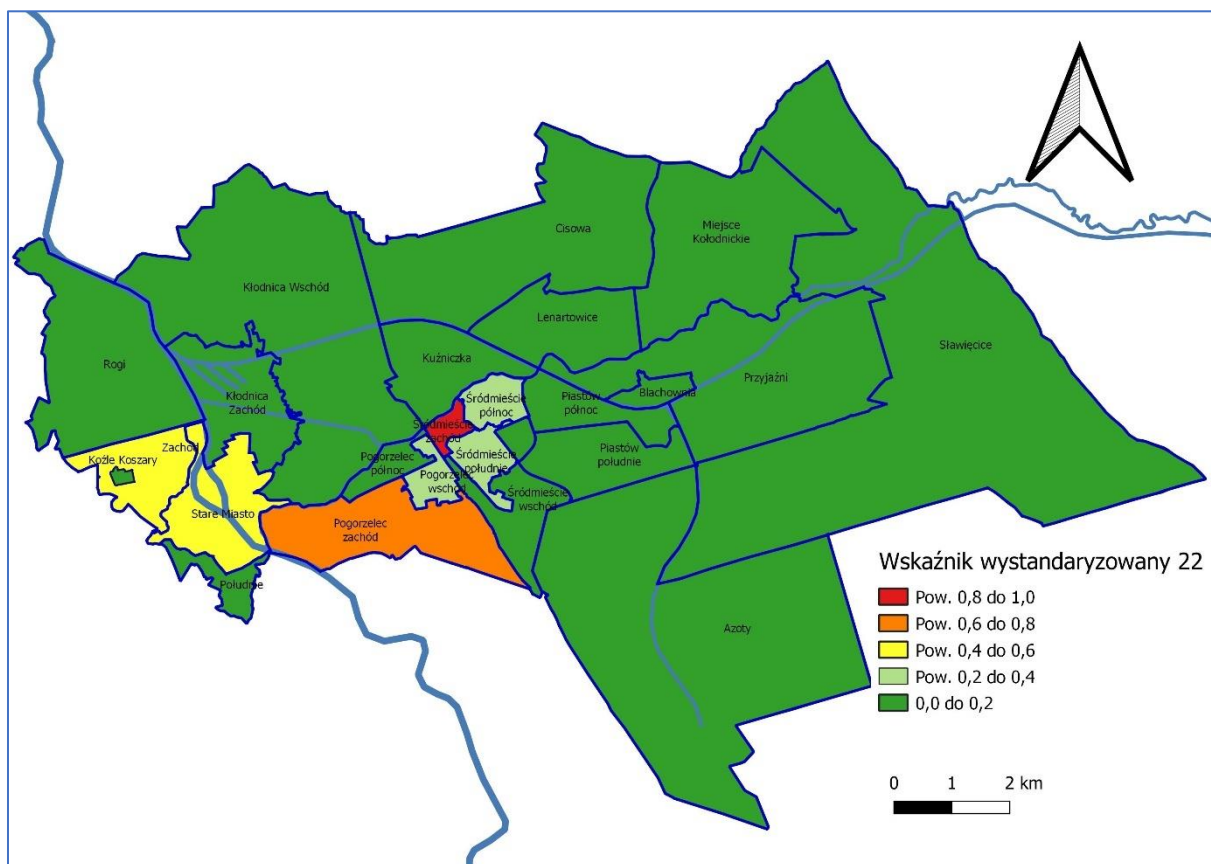 Cisowa
Miejsce
Kołodnickie
Kłodnica Wschód
Lenartowice
Sławięcice
Rogi
Kuźniczka
Przyjaźni
Kłodnica
Zachód
Śródmieście
północ
Piastów
północ
Blachownia
Śródmieście
zachód
Zachód
Koźle Koszary
Pogorzelec
północ
Śródmieście
południe
Piastów
południe
Pogorzelec
wschód
Śródmieście
wschód
Stare Miasto
Pogorzelec
zachód
Południe
Azoty
Wskaźnik wystandaryzowany 22
Pow. 0,8 do 1,0
Pow. 0,6 do 0,8
Pow. 0,4 do 0,6
Pow. 0,2 do 0,4
0,0 do 0,2
0 1 2 km